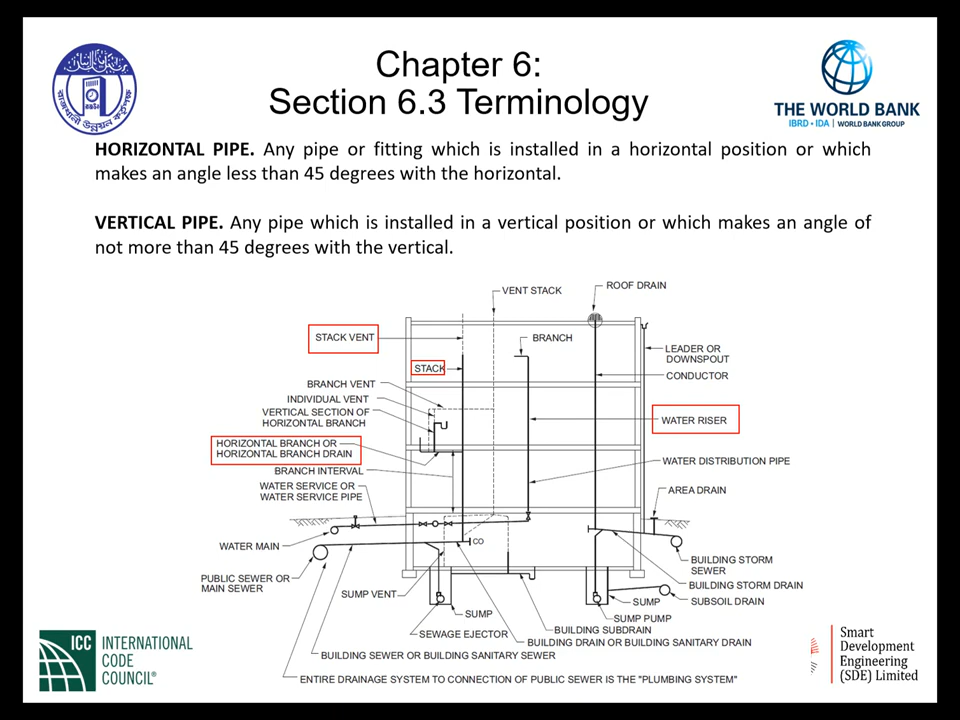 Chapter 6:
Section 6.3 Terminology
THE WORLD BANK
IBRD • IDA | WORLD BANK GROUP
HORIZONTAL PIPE. Any pipe or fitting which is installed in a horizontal position or which
makes an angle less than 45 degrees with the horizontal.
VERTICAL PIPE. Any pipe which is installed in a vertical position or which makes an angle of
not more than 45 degrees with the vertical.
VENT STACK
ROOF DRAIN
STACK VENT
BRANCH
LEADER OR
DOWNSPOUT
STACK
CONDUCTOR
BRANCH VENT
INDIVIDUAL VENT
VERTICAL SECTION OF
HORIZONTAL BRANCH
WATER RISER
HORIZONTAL BRANCH OR
HORIZONTAL BRANCH DRAIN
BRANCH INTERVAL
WATER DISTRIBUTION PIPE
WATER SERVICE OR
WATER SERVICE PIPE
AREA DRAIN
WATER MAIN
CO
BUILDING STORM
SEWER
PUBLIC SEWER OR
MAIN SEWER
BUILDING STORM DRAIN
SUMP VENT
SUMP
SUBSOIL DRAIN
SUMP
SUMP PUMP
SEWAGE EJECTOR
BUILDING SUBDRAIN
BUILDING DRAIN OR BUILDING SANITARY DRAIN
BUILDING SEWER OR BUILDING SANITARY SEWER
ENTIRE DRAINAGE SYSTEM TO CONNECTION OF PUBLIC SEWER IS THE "PLUMBING SYSTEM"
ICC
INTERNATIONAL
CODE
COUNCIL®
Smart
Development
Engineering
(SDE) Limited